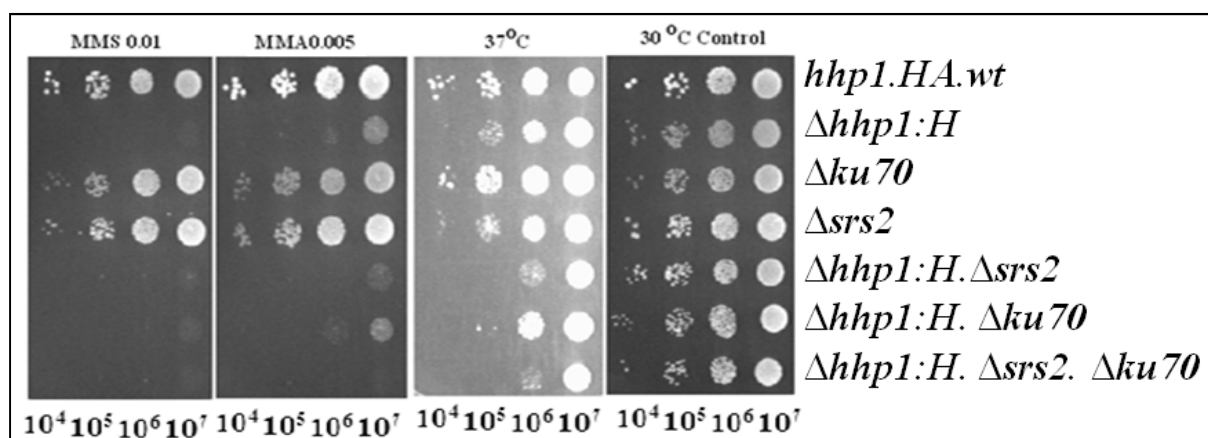 MMS 0.01 MMA0.005 37°C 30 °C Control
hhp1.HA.wt
Δhhp1:H
Δku70
Δsrs2
Δhhp1:H.Δsrs2
Δhhp1:H. Δku70
Δhhp1:H. Δsrs2. Δku70
10⁴ 10⁵ 10⁶ 10⁷ 10⁴ 10⁵ 10⁶ 10⁷ 10⁴ 10⁵ 10⁶ 10⁷ 10⁴ 10⁵ 10⁶ 10⁷